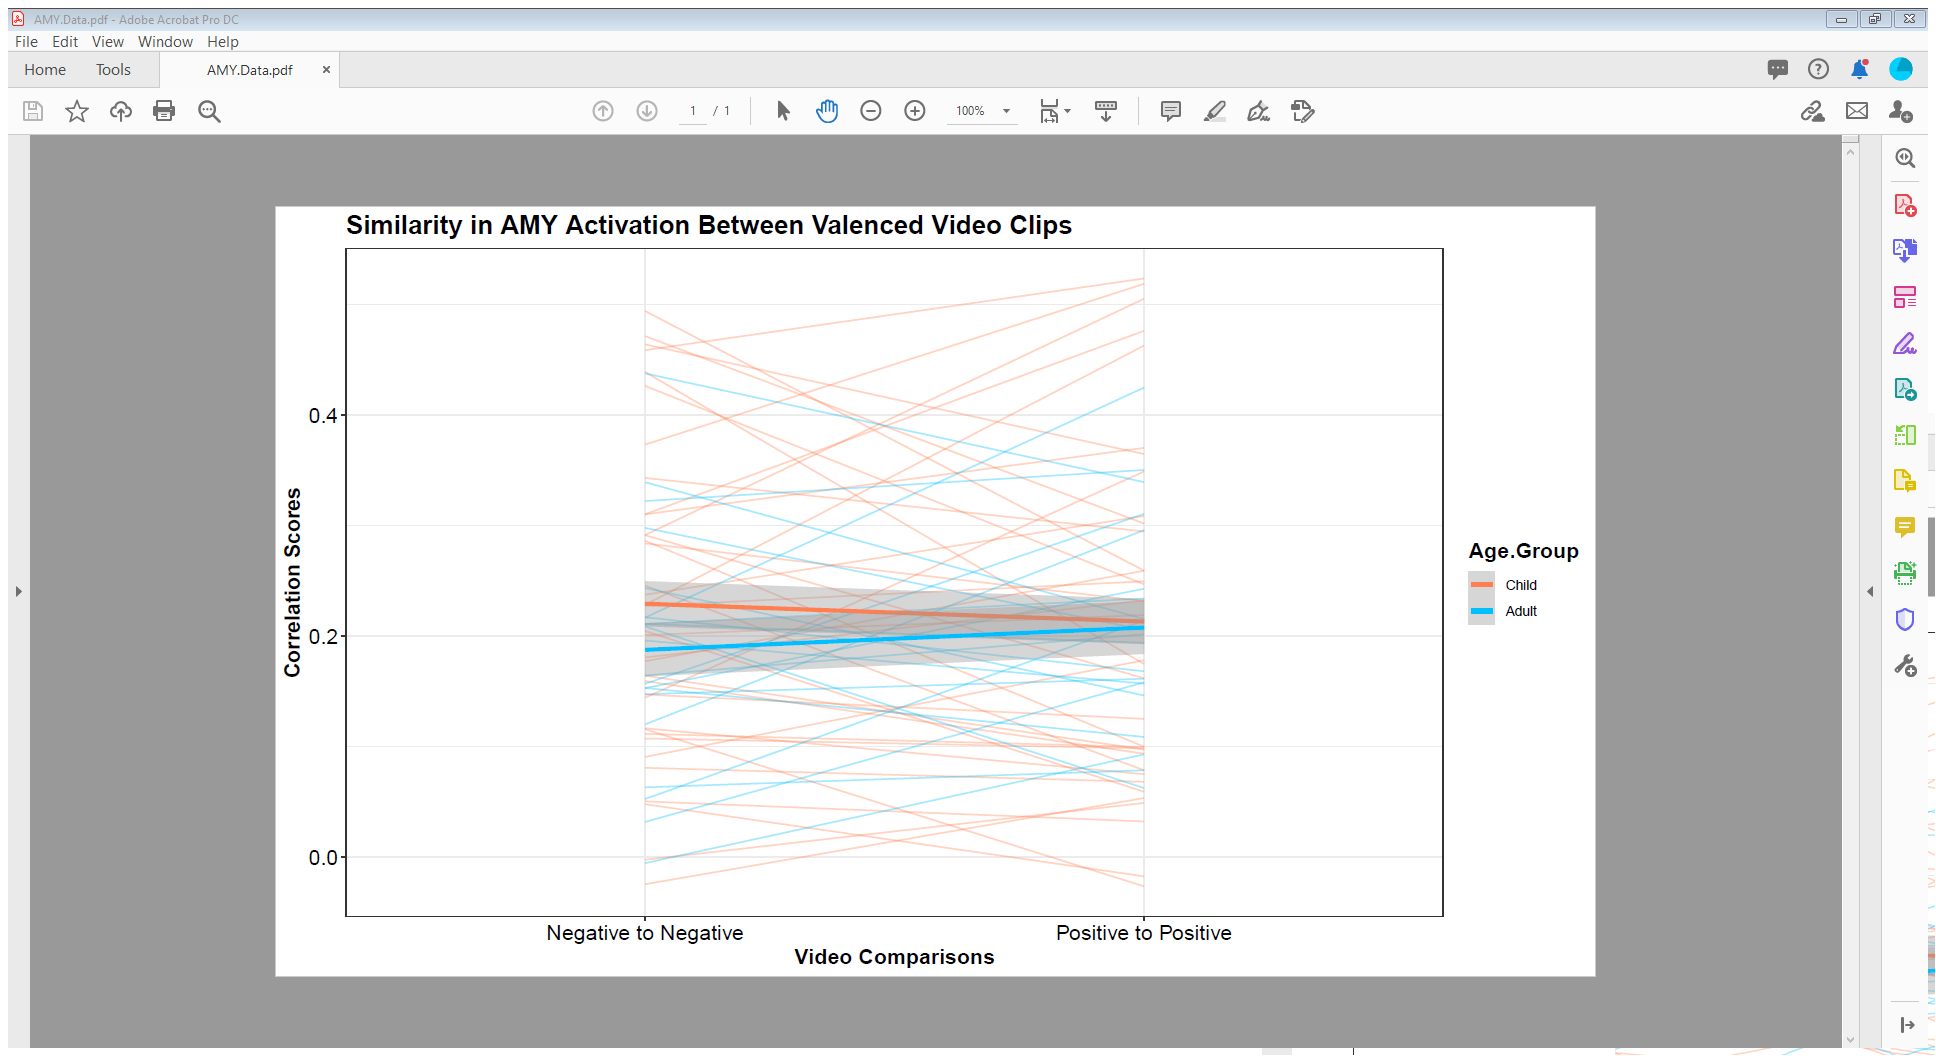 AMY.Data.pdf - Adobe Acrobat Pro DC
File Edit View Window Help
Home Tools AMY.Data.pdf ×
1 / 1 100%
Similarity in AMY Activation Between Valenced Video Clips
Correlation Scores
0.4
0.2
0.0
Negative to Negative Positive to Positive
Video Comparisons
Age.Group
Child
Adult